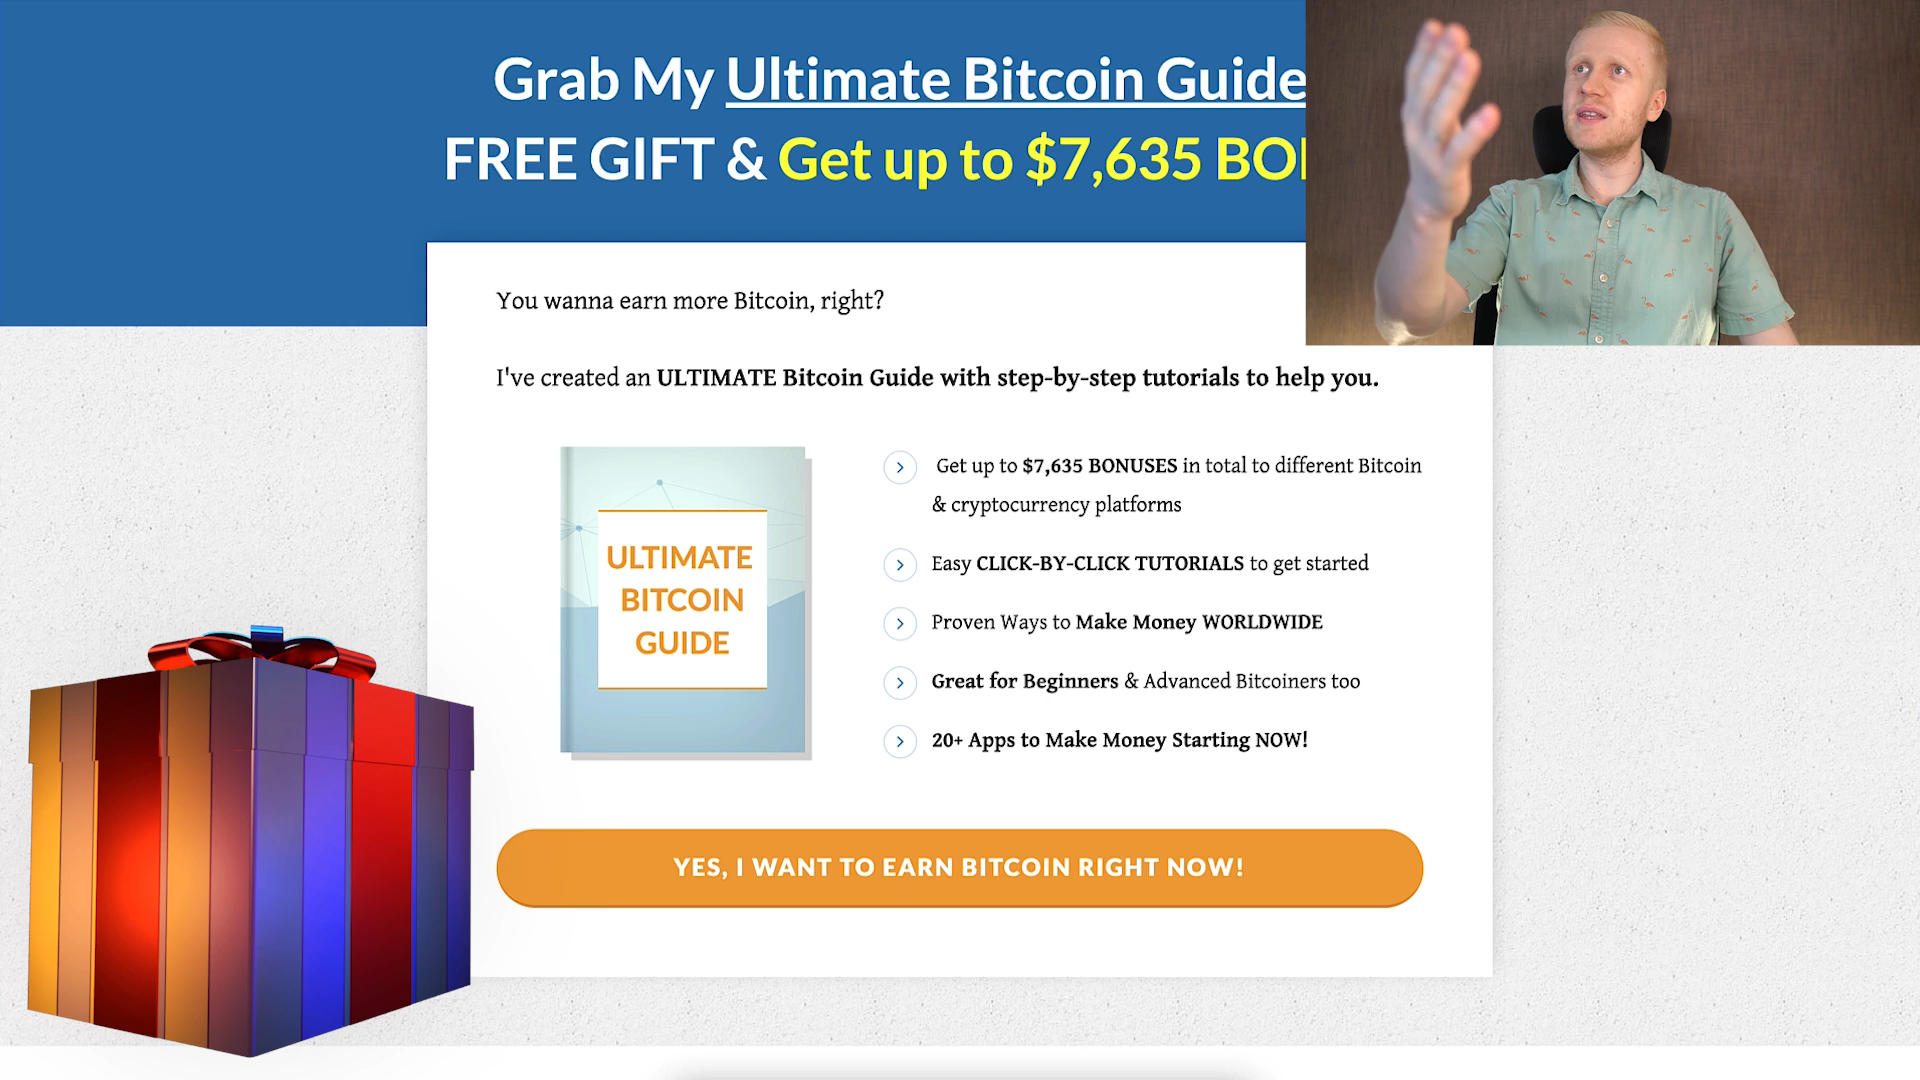 Grab My Ultimate Bitcoin Guide
FREE GIFT & Get up to $7,635
You wanna earn more Bitcoin, right?
I've created an ULTIMATE Bitcoin Guide with step-by-step tutorials to help you.
ULTIMATE
BITCOIN
GUIDE
Get up to $7,635 BONUSES in total to different Bitcoin
& cryptocurrency platforms
Easy CLICK-BY-CLICK TUTORIALS to get started
Proven Ways to Make Money WORLDWIDE
Great for Beginners & Advanced Bitcoiners too
20+ Apps to Make Money Starting NOW!
YES, I WANT TO EARN BITCOIN RIGHT NOW!